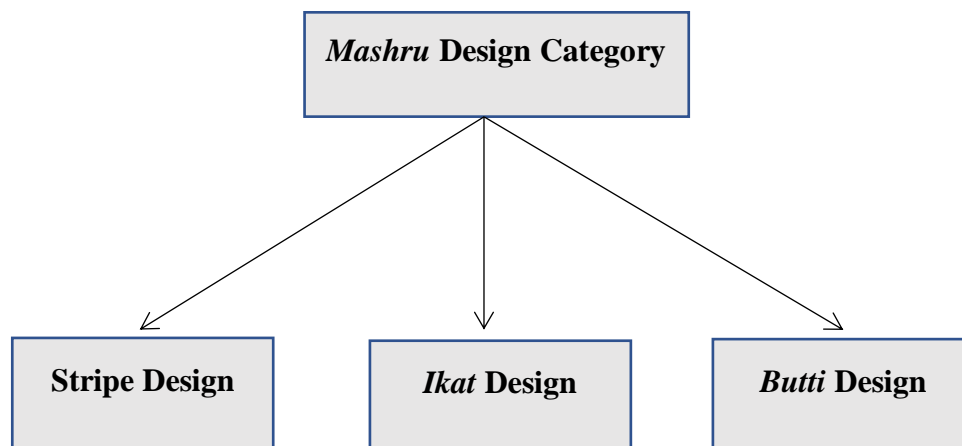 Mashru Design Category
Stripe Design
Ikat Design
Butti Design